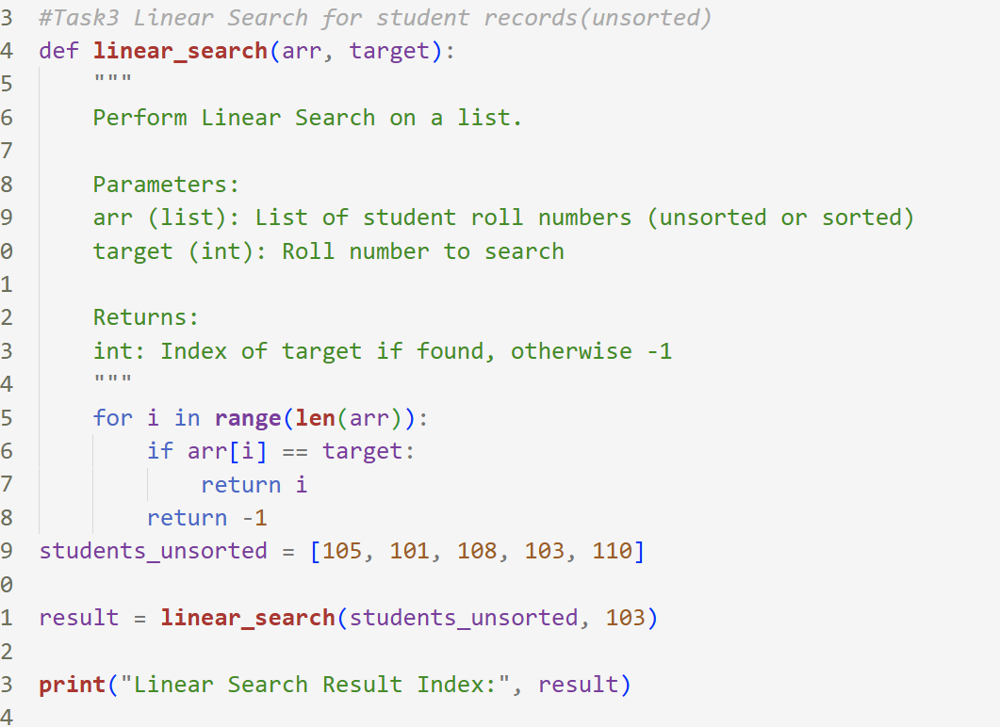 3 #Task3 Linear Search for student records(unsorted)
4 def linear_search(arr, target):
5     """
6     Perform Linear Search on a list.
7
8     Parameters:
9     arr (list): List of student roll numbers (unsorted or sorted)
0     target (int): Roll number to search
1
2     Returns:
3     int: Index of target if found, otherwise -1
4     """
5     for i in range(len(arr)):
6         if arr[i] == target:
7             return i
8         return -1
9 students_unsorted = [105, 101, 108, 103, 110]
0
1 result = linear_search(students_unsorted, 103)
2
3 print("Linear Search Result Index:", result)
4